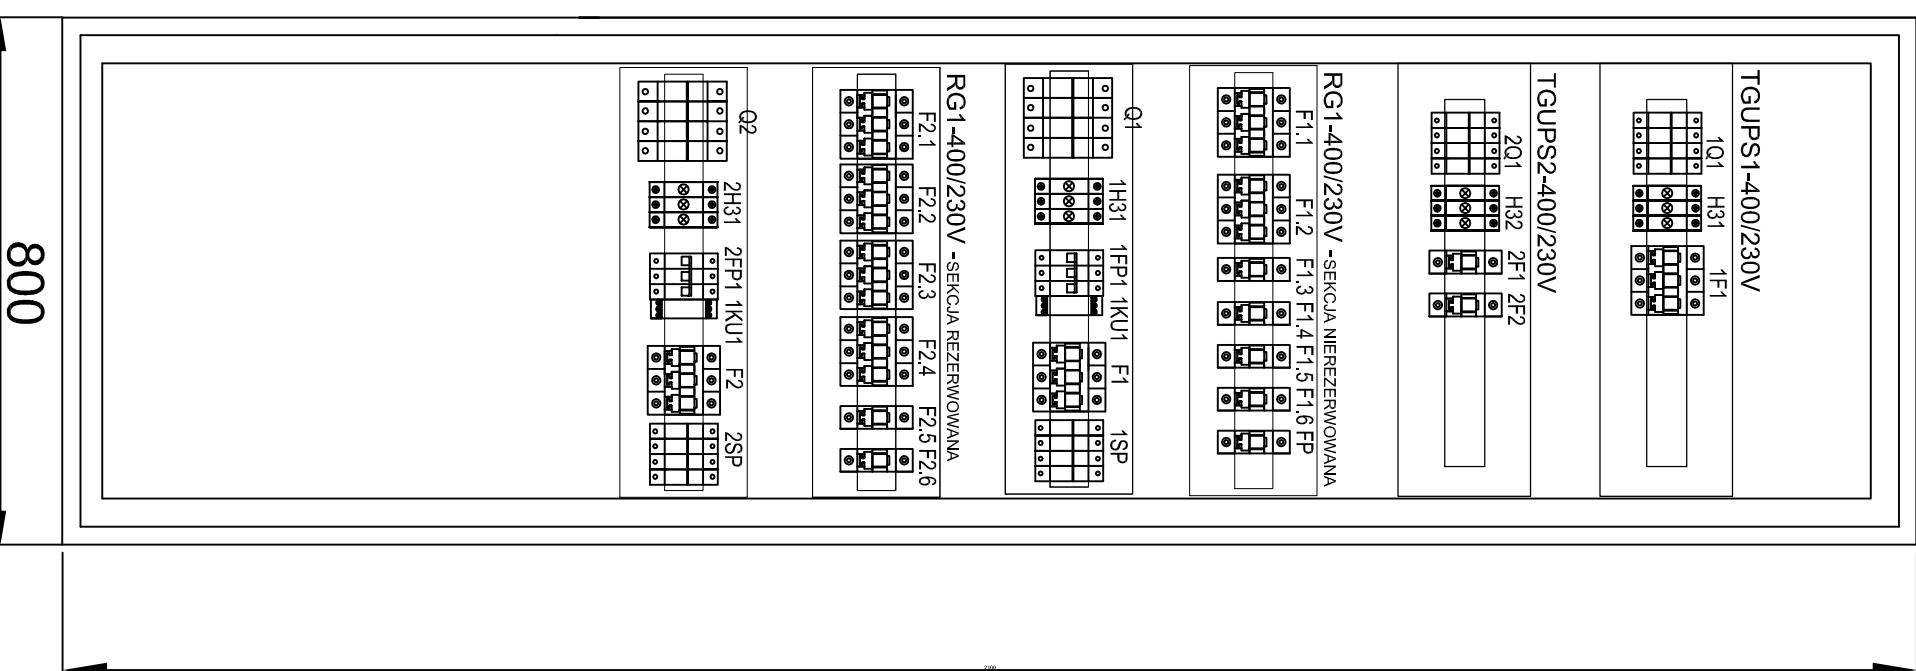 TGUPS1-400/230V
1Q1 H31 1F1
TGUPS2-400/230V
2Q1 H32 2F1 2F2
RG1-400/230V - SEKCJA NIEREZERWOWANA
F1.1 F1.2 F1.3 F1.4 F1.5 F1.6 FP
Q1 1H31 1FP1 1KU1 F1 1SP
RG1-400/230V - SEKCJA REZERWOWANA
F2.1 F2.2 F2.3 F2.4 F2.5 F2.6
Q2 2H31 2FP1 1KU1 F2 2SP
800
2100